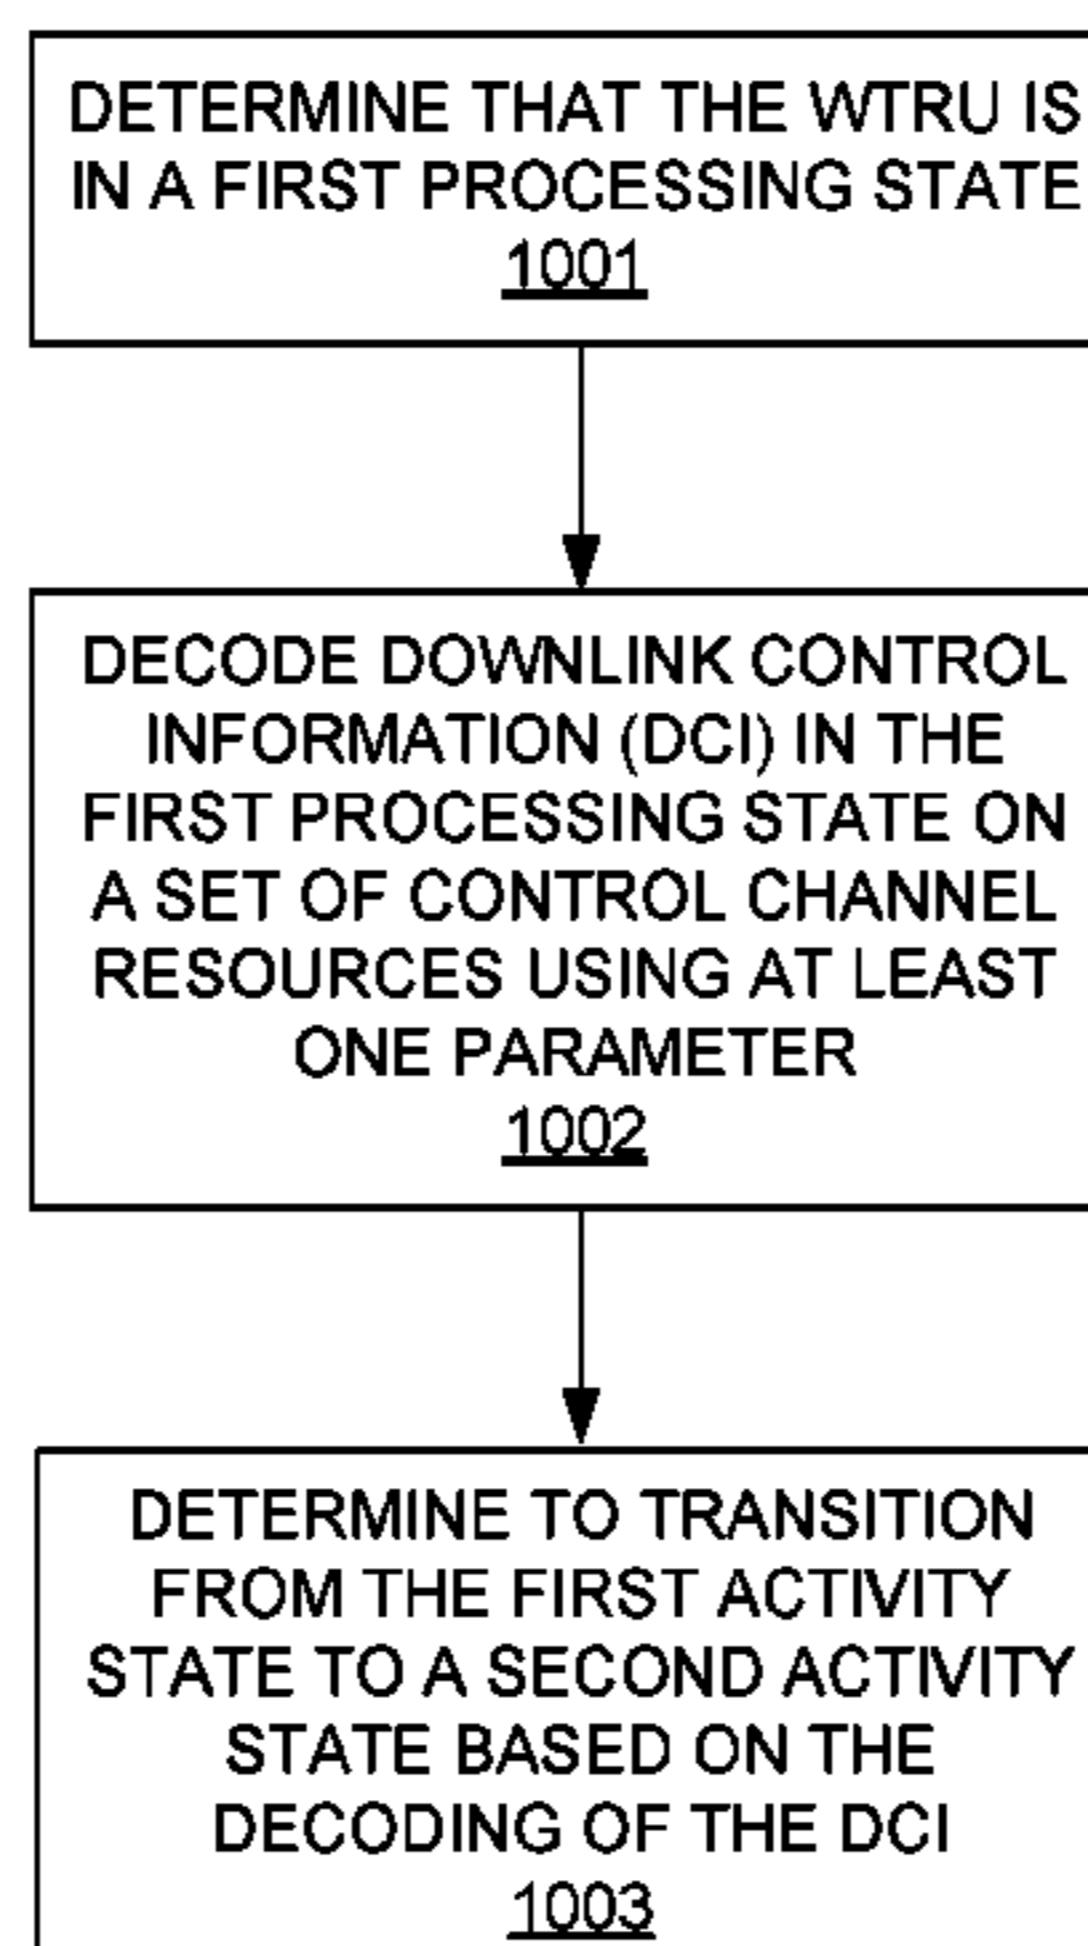 DETERMINE THAT THE WTRU IS
IN A FIRST PROCESSING STATE
1001
DECODE DOWNLINK CONTROL
INFORMATION (DCI) IN THE
FIRST PROCESSING STATE ON
A SET OF CONTROL CHANNEL
RESOURCES USING AT LEAST
ONE PARAMETER
1002
DETERMINE TO TRANSITION
FROM THE FIRST ACTIVITY
STATE TO A SECOND ACTIVITY
STATE BASED ON THE
DECODING OF THE DCI
1003